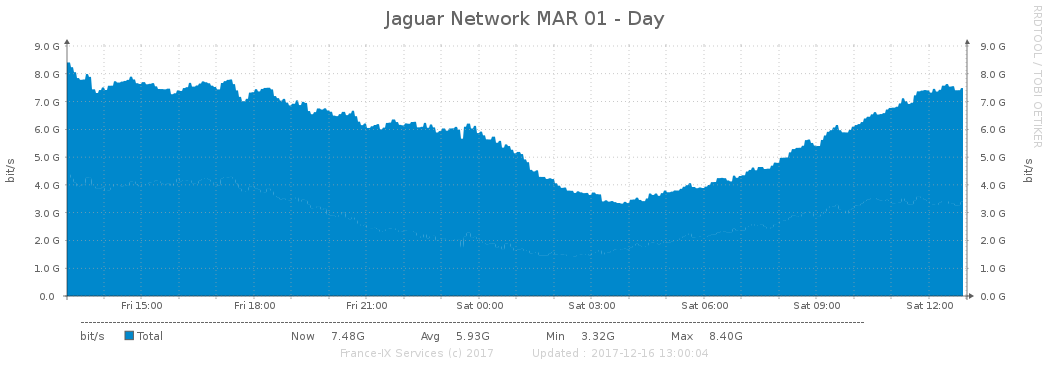 Jaguar Network MAR 01 - Day
RRDTOOL / TOBI OETIKER
bit/s
9.0 G 9.0 G
8.0 G 8.0 G
7.0 G 7.0 G
6.0 G 6.0 G
5.0 G 5.0 G
4.0 G 4.0 G
3.0 G 3.0 G
2.0 G 2.0 G
1.0 G 1.0 G
0.0 0.0 G
bit/s
Fri 15:00 Fri 18:00 Fri 21:00 Sat 00:00 Sat 03:00 Sat 06:00 Sat 09:00 Sat 12:00
bit/s Total Now 7.48G Avg 5.93G Min 3.32G Max 8.40G
France-IX Services (c) 2017 Updated : 2017-12-16 13:00:04